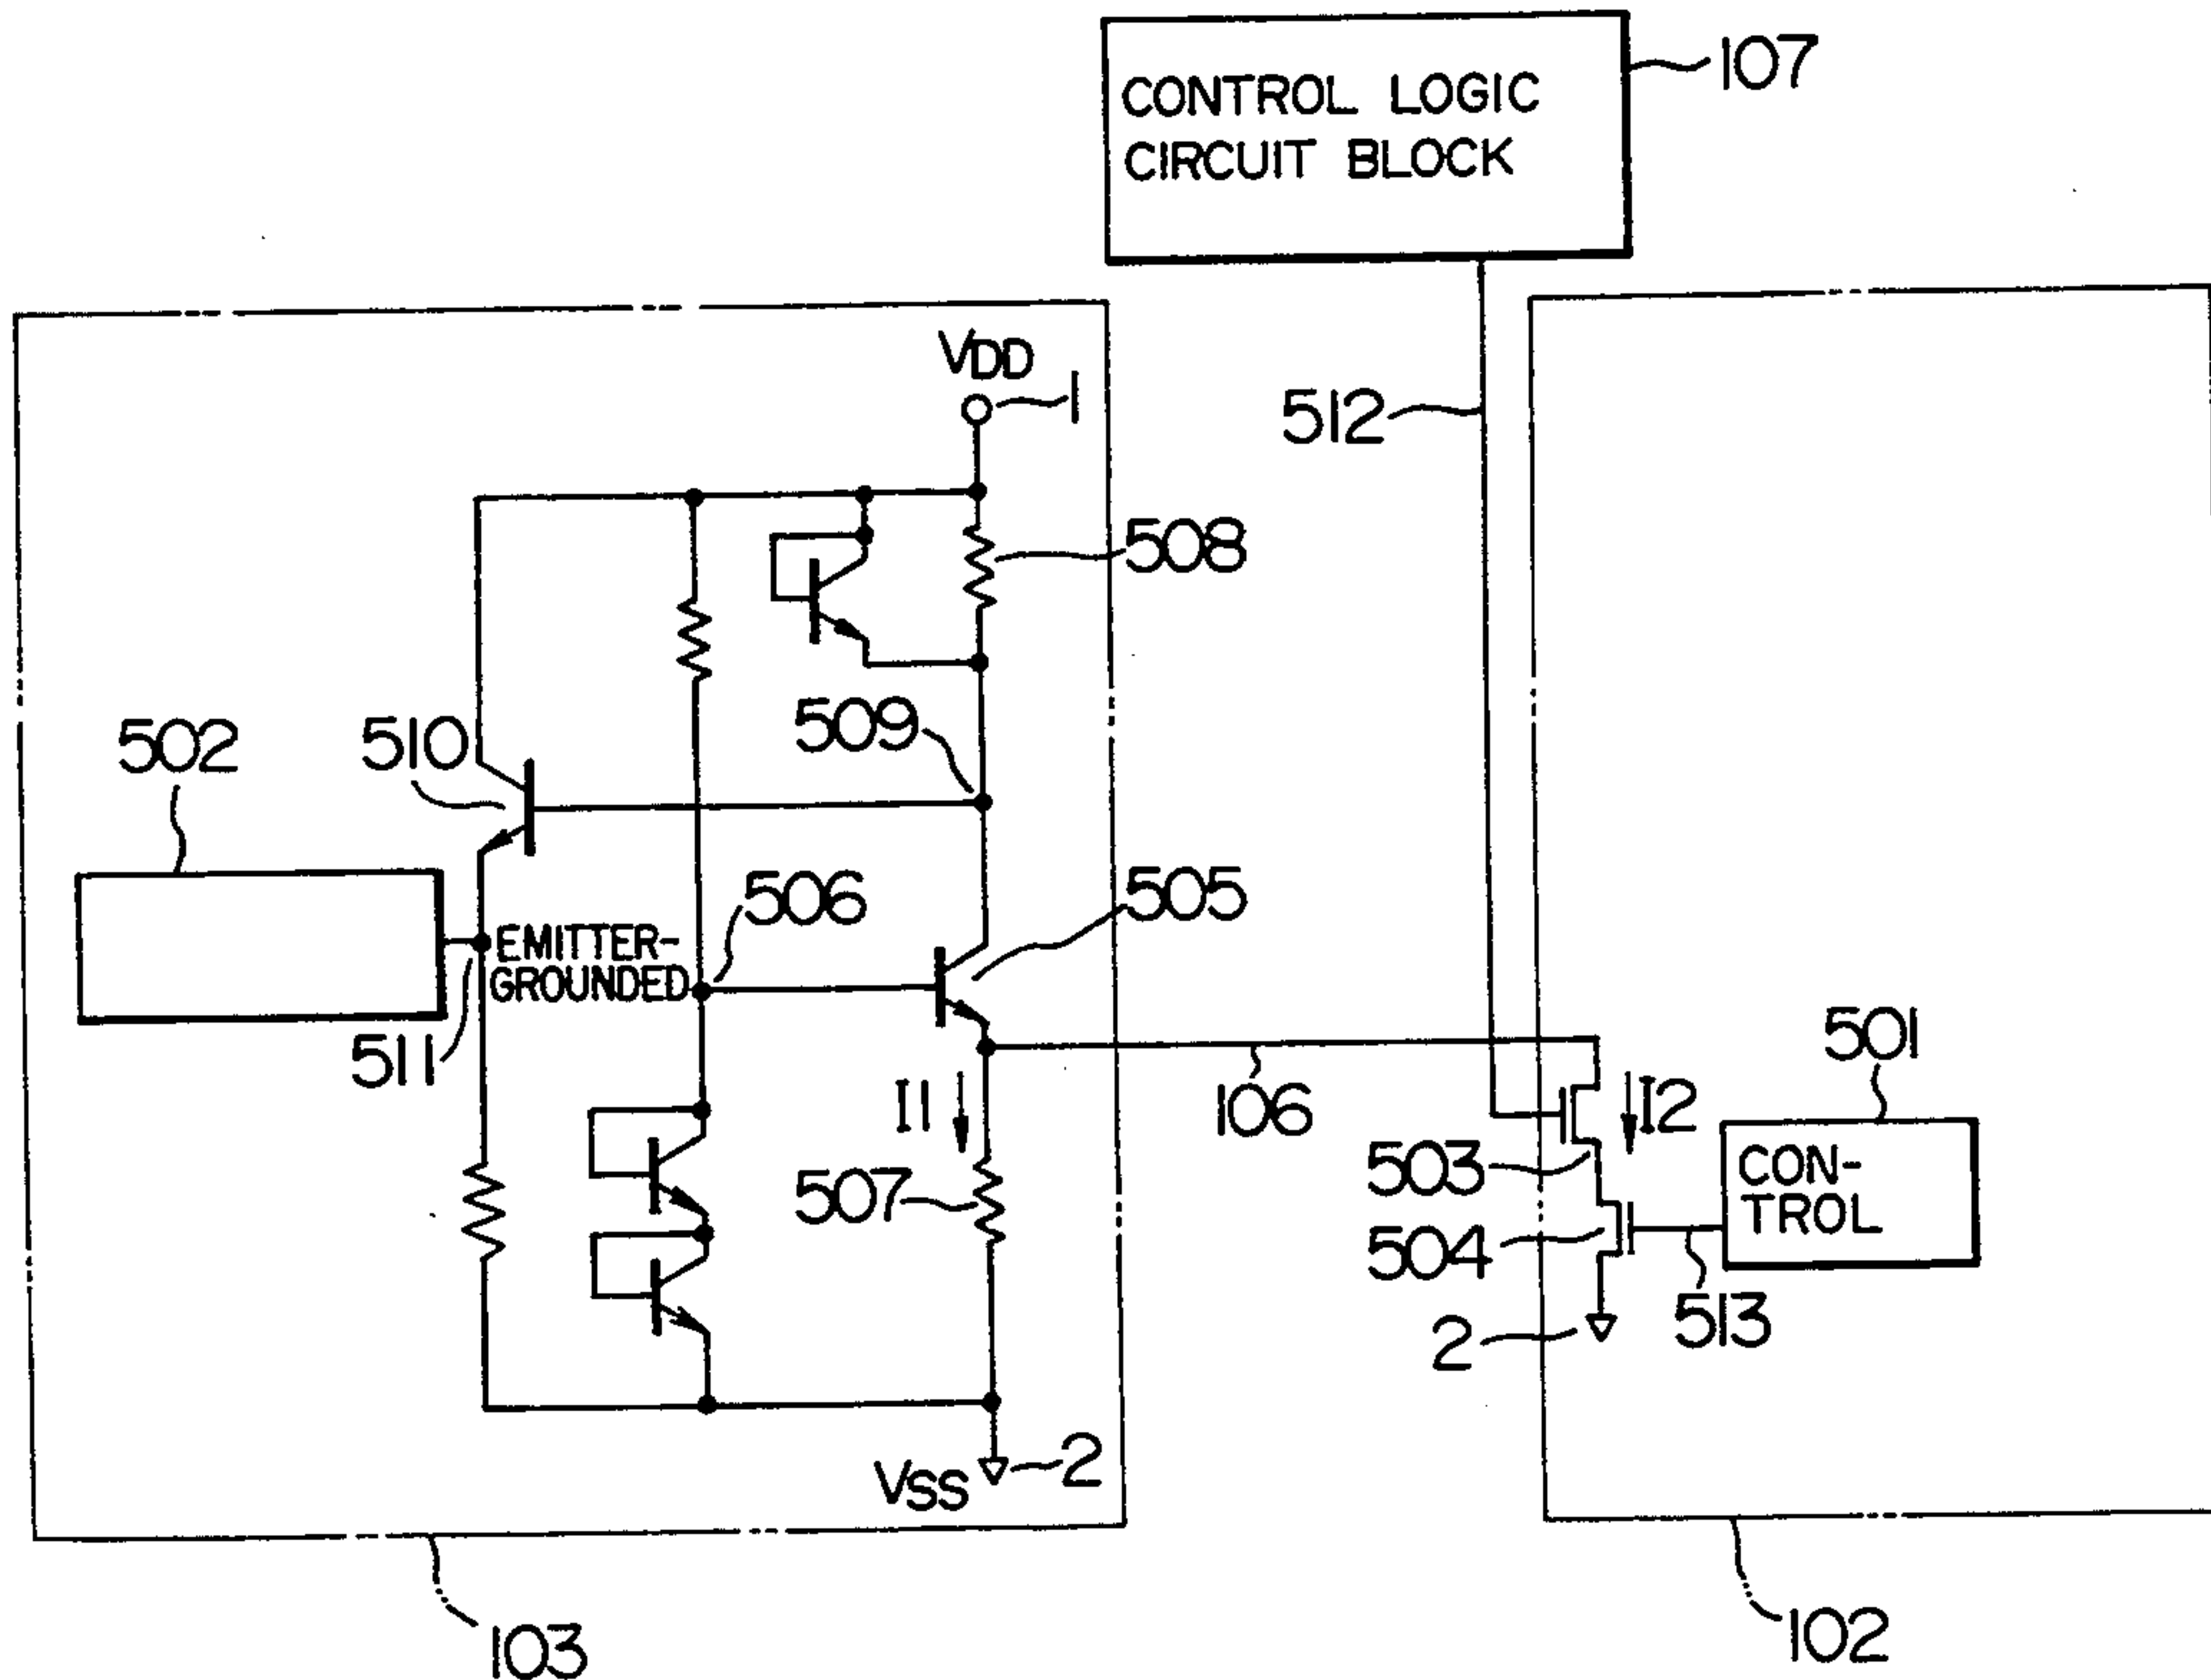 CONTROL LOGIC
CIRCUIT BLOCK
107
VDD
1
512
508
502
510
509
506
505
EMITTER-
GROUNDED
511
501
I1
106
I2
503
CON-
TROL
507
504
513
2
VSS
2
103
102